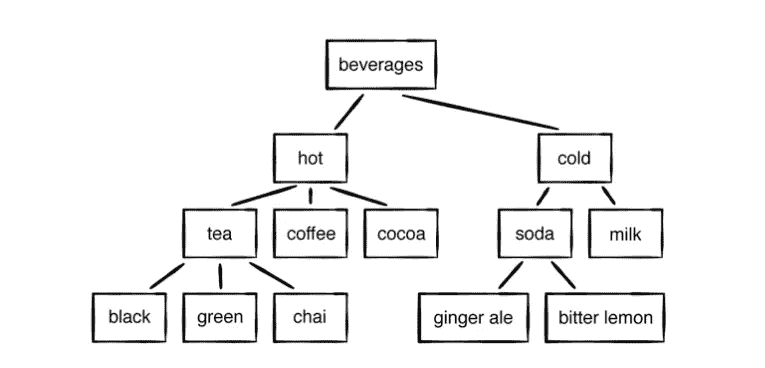 beverages
hot
cold
tea
coffee
cocoa
soda
milk
black
green
chai
ginger ale
bitter lemon